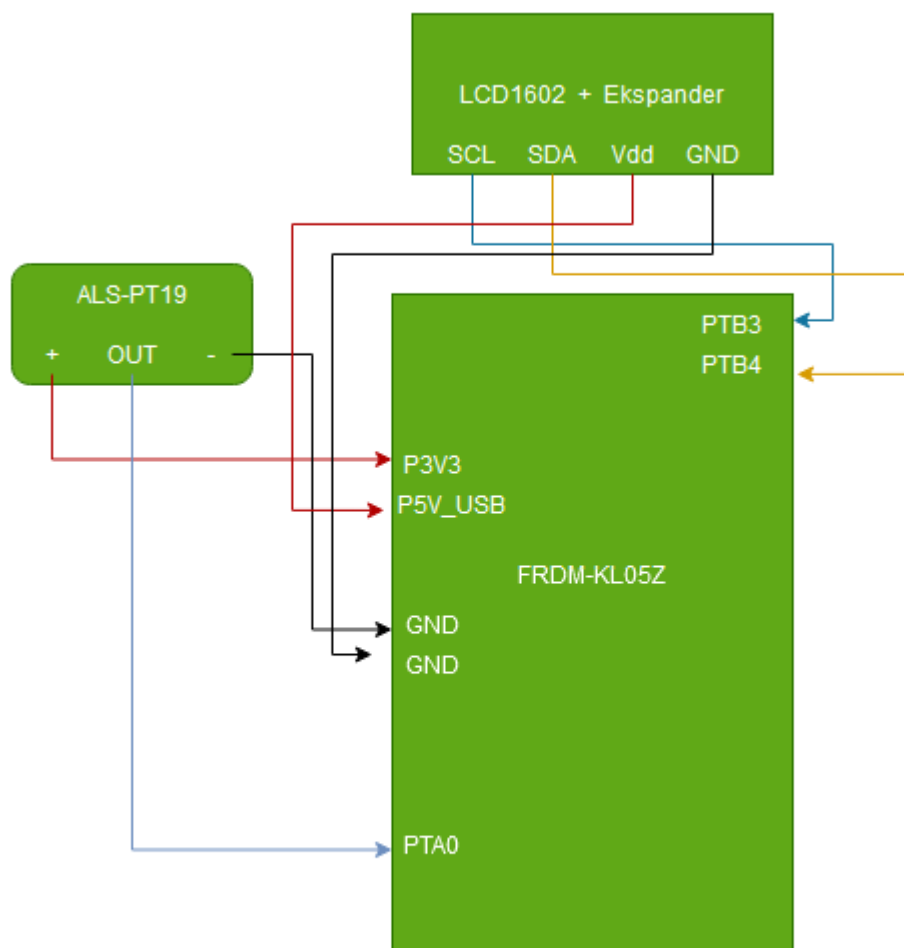 LCD1602 + Ekspander
SCL SDA Vdd GND
ALS-PT19
+ OUT -
PTB3
PTB4
P3V3
P5V_USB
FRDM-KL05Z
GND
GND
PTA0